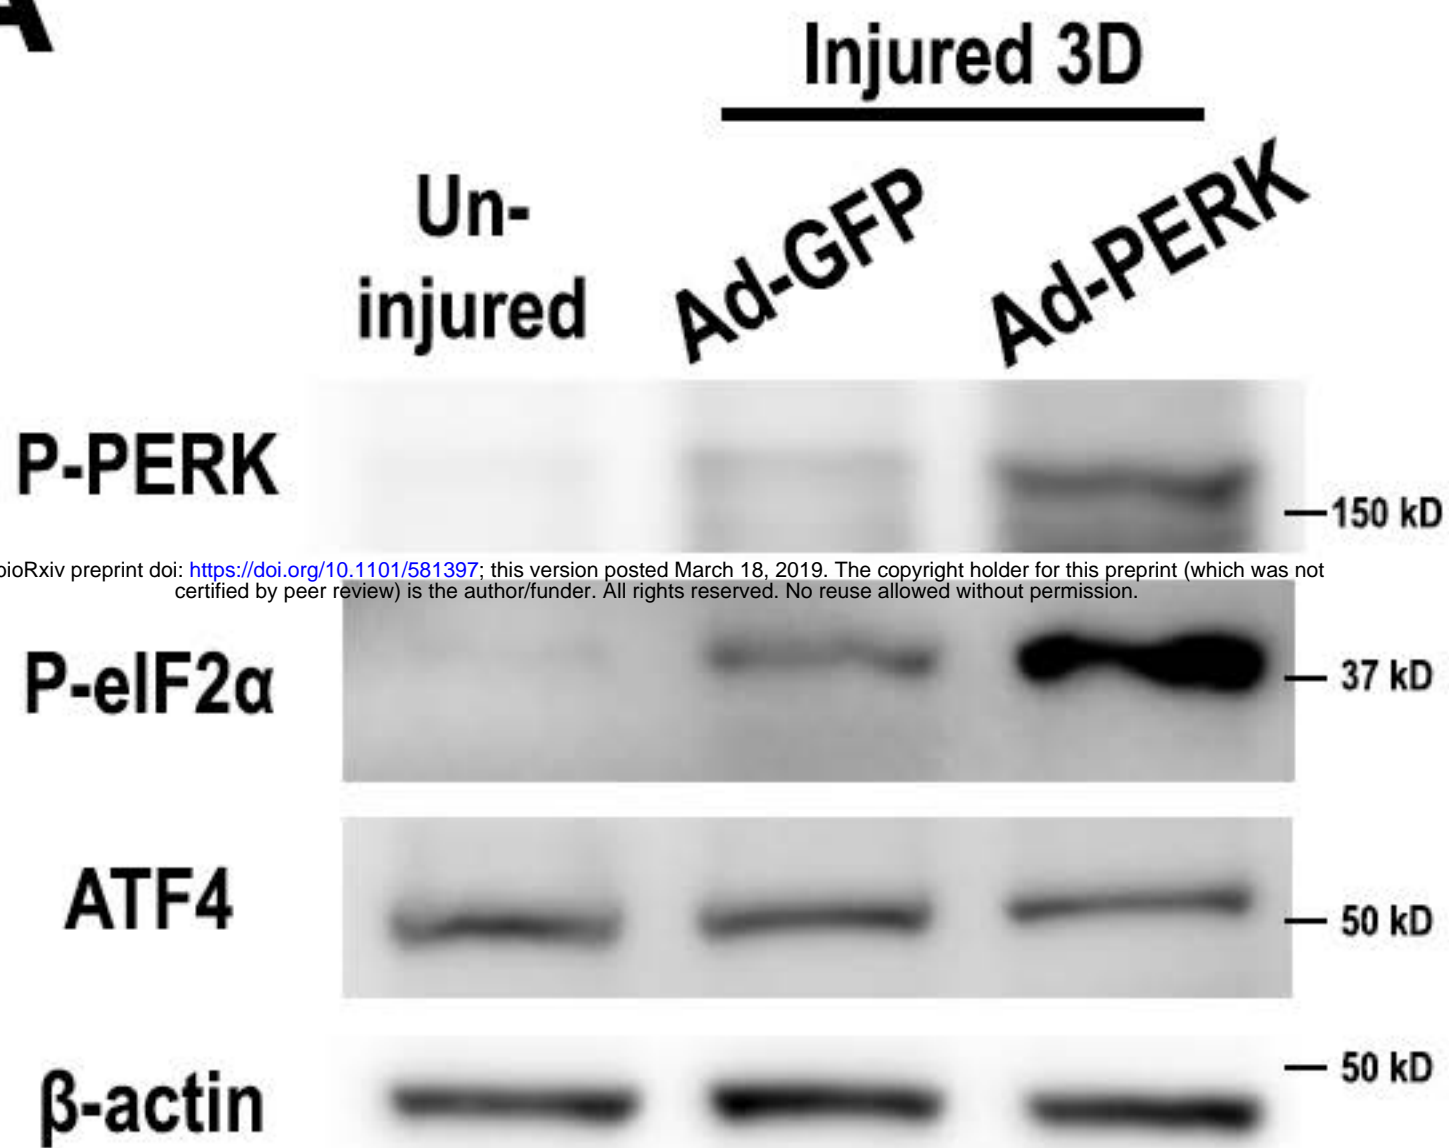 A
Injured 3D
Un-
injured
Ad-GFP
Ad-PERK
P-PERK
150 kD
bioRxiv preprint doi: https://doi.org/10.1101/581397; this version posted March 18, 2019. The copyright holder for this preprint (which was not
certified by peer review) is the author/funder. All rights reserved. No reuse allowed without permission.
P-eIF2α
37 kD
ATF4
50 kD
50 kD
β-actin